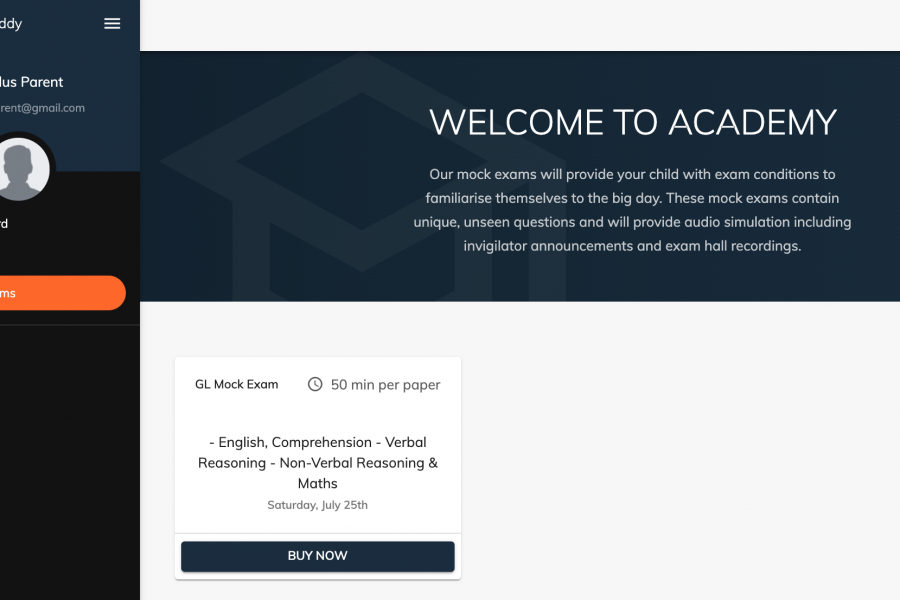 ddy
lus Parent
rent@gmail.com
rd
ms
WELCOME TO ACADEMY
Our mock exams will provide your child with exam conditions to
familiarise themselves to the big day. These mock exams contain
unique, unseen questions and will provide audio simulation including
invigilator announcements and exam hall recordings.
GL Mock Exam
50 min per paper
- English, Comprehension - Verbal
Reasoning - Non-Verbal Reasoning &
Maths
Saturday, July 25th
BUY NOW